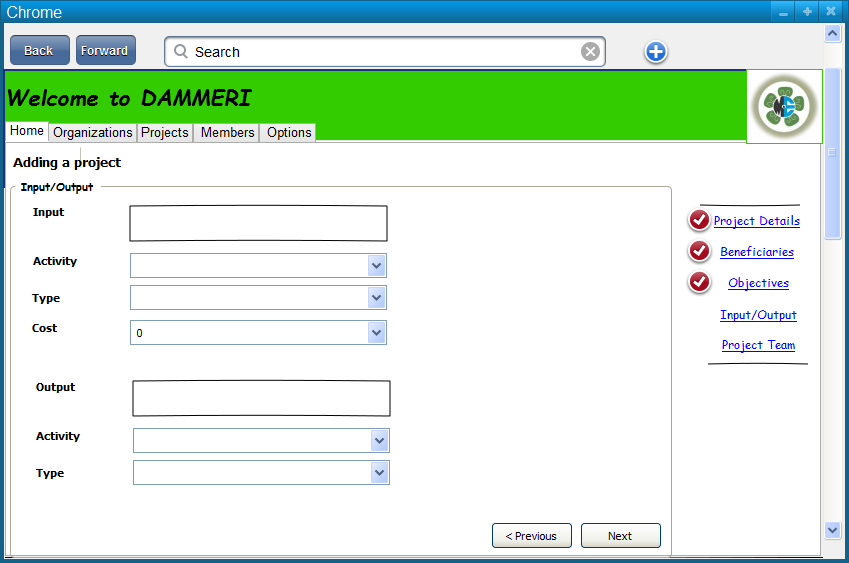 Chrome
Back Forward Search
Welcome to DAMMERI
Home Organizations Projects Members Options
Adding a project
Input/Output
Input
Activity
Type
Cost 0
Output
Activity
Type
< Previous Next
Project Details
Beneficiaries
Objectives
Input/Output
Project Team